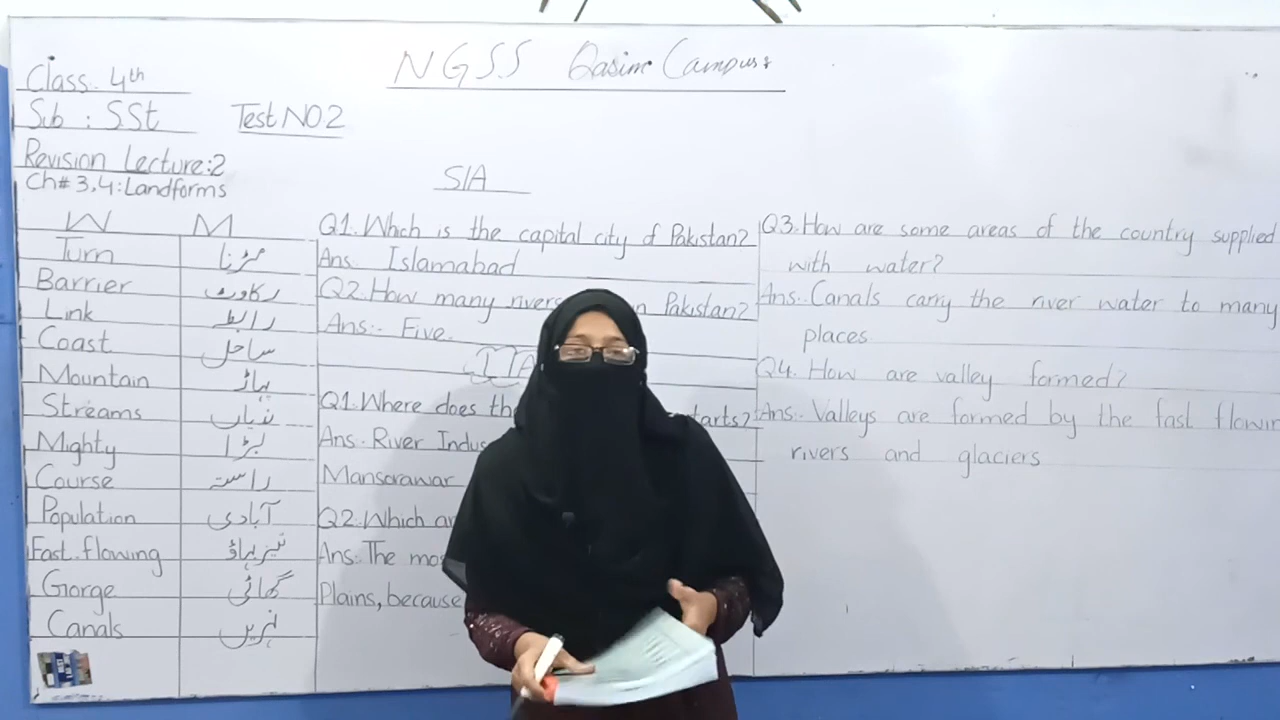 NGSS Qasim Campus:
Class. 4th
Sub : SSt
Test NO 2
Revision Lecture:2
Ch# 3,4: Landforms
W M
Turn مڑنا
Barrier رکاوٹ
Link رابطہ
Coast ساحل
Mountain پہاڑ
Streams ندیاں
Mighty بڑا
Course راستہ
Population آبادی
Fast.flowing تیز بہاؤ
Gorge گھاٹی
Canals نہریں
S/A
Q1. Which is the capital city of Pakistan?
Ans. Islamabad
Q2. How many rivers Pakistan?
Ans:- Five.
Q1. Where does the
Ans:- River Indus
Mansorawar
Q2. Which
Ans:- The
Plains, because
Q3. How are some areas of the country supplied
with water?
Ans:- Canals carry the river water to many
places
Q4. How are valley formed?
Ans:- Valleys are formed by the fast
rivers and glaciers